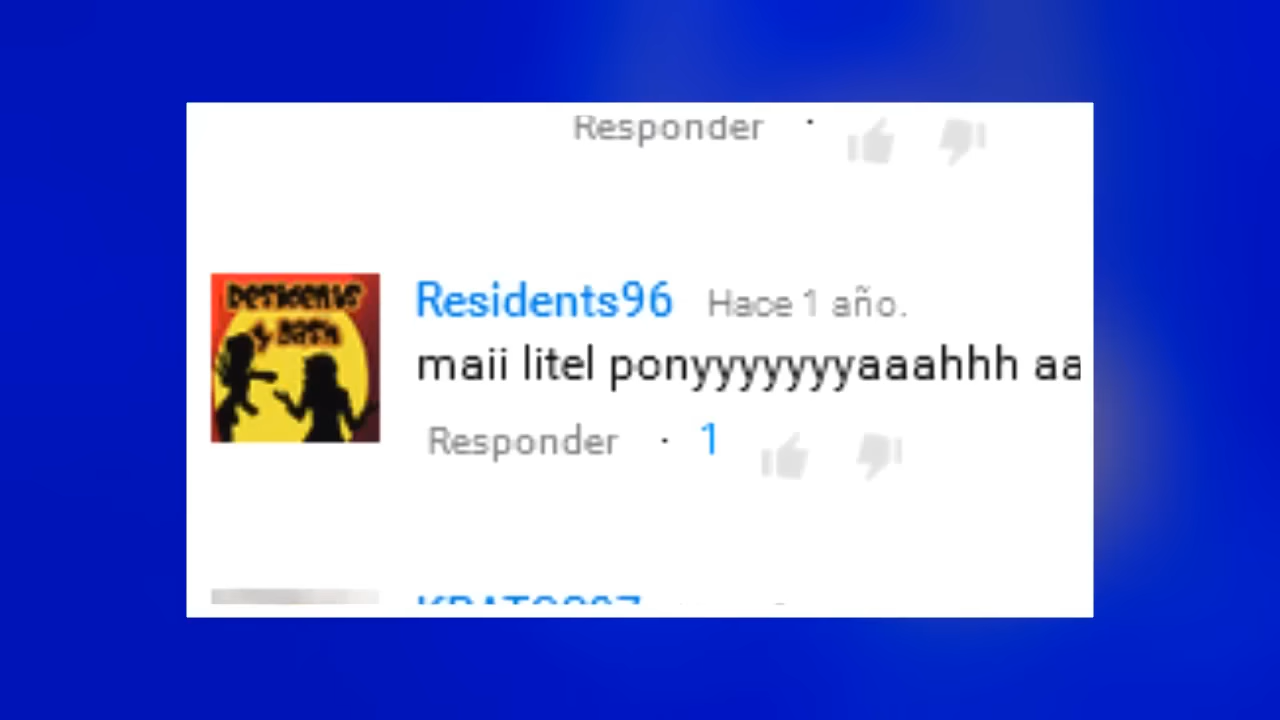 Responder ·
Residents96 Hace 1 año.
maii litel ponyyyyyyyaaahhh aa
Responder · 1